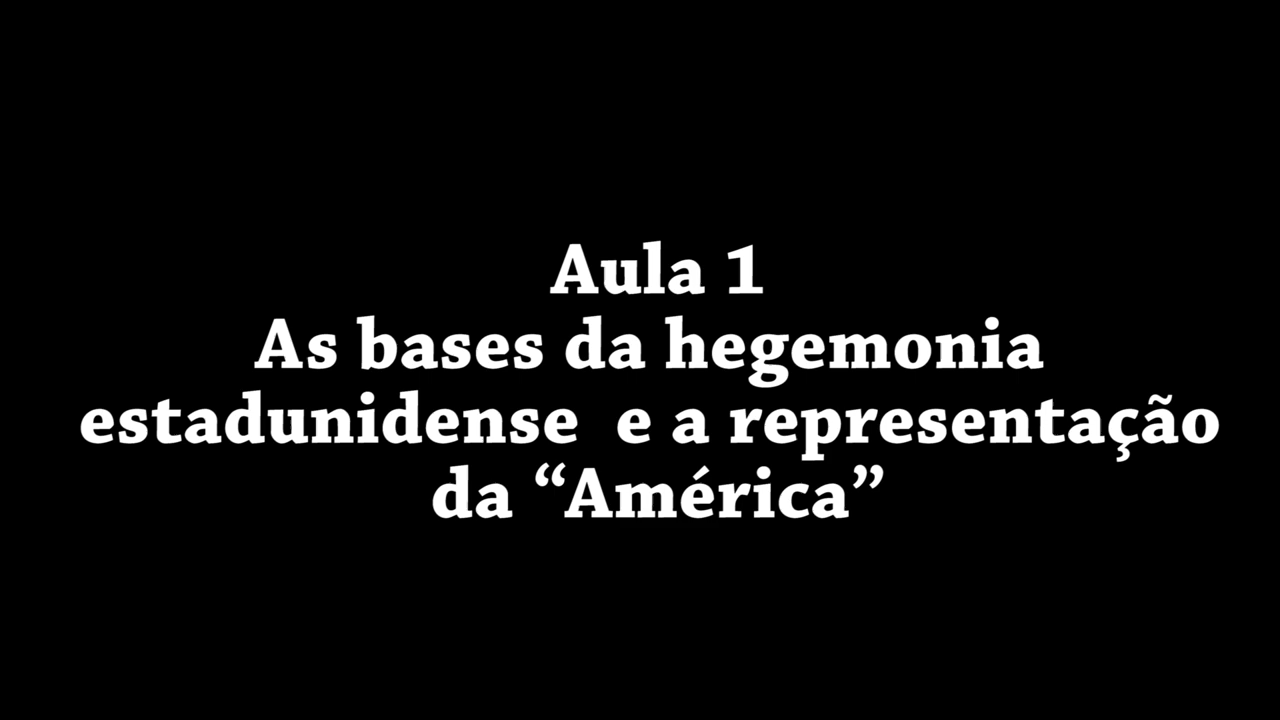 Aula 1
As bases da hegemonia
estadunidense  e a representação
da “América”